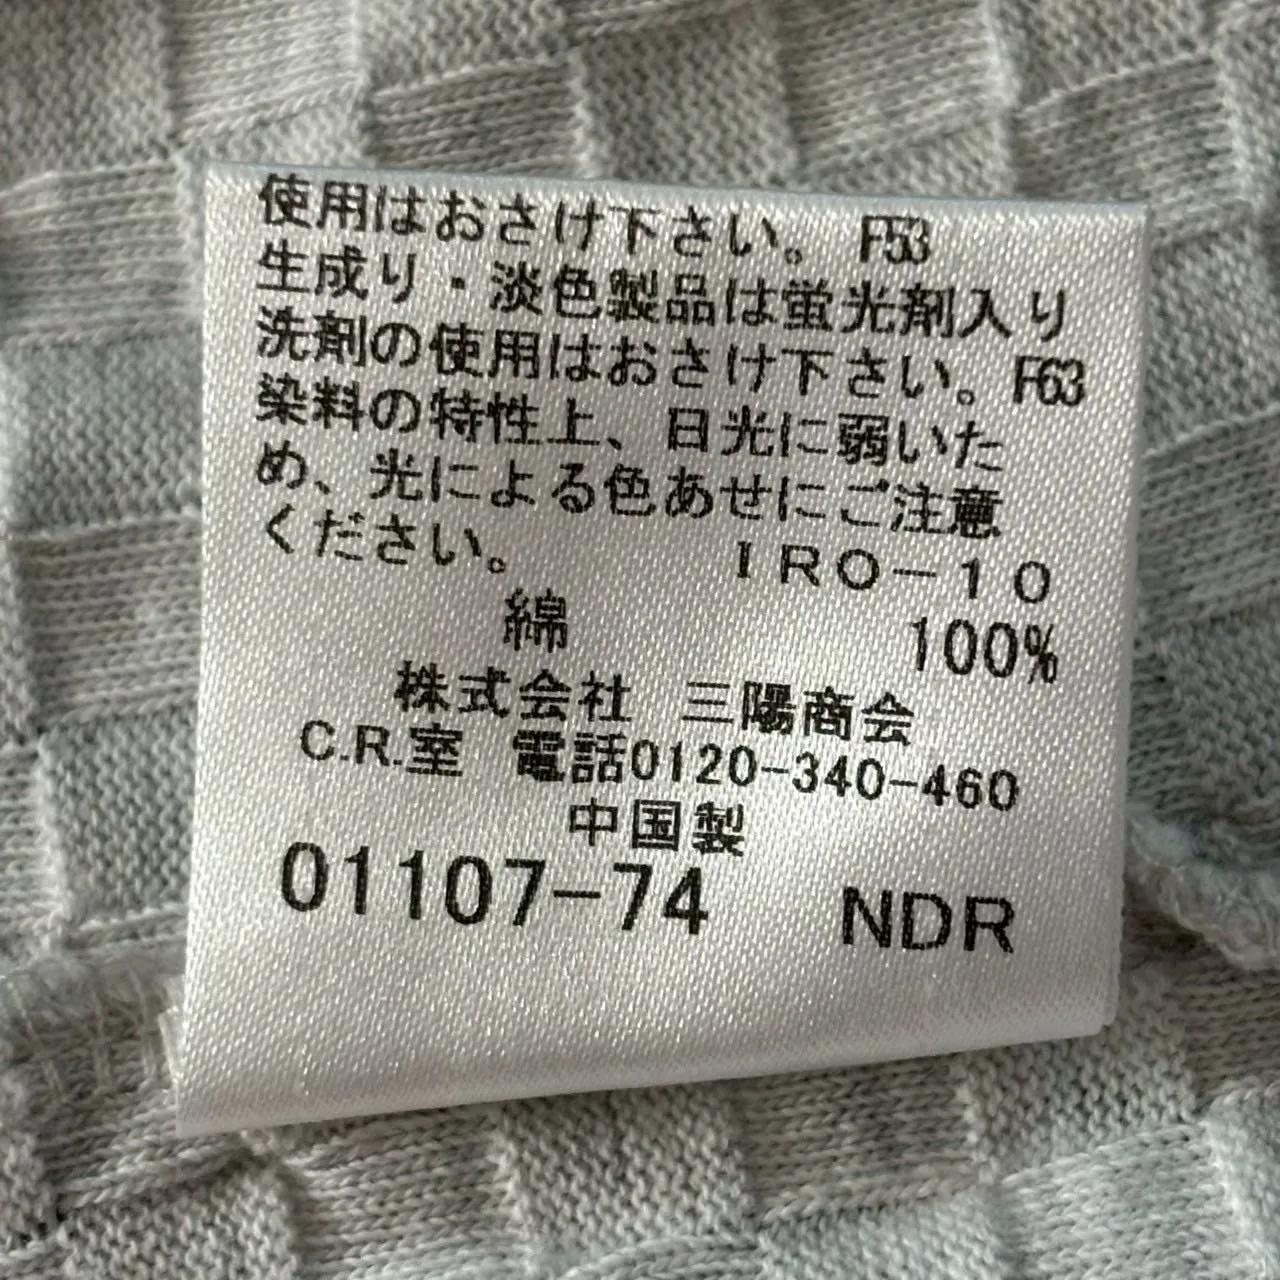 使用はおさけ下さい。 F53
生成り・淡色製品は蛍光剤入り
洗剤の使用はおさけ下さい。F63
染料の特性上、日光に弱いた
め、光による色あせにご注意
ください。 IRO-10
綿 100%
株式会社 三陽商会
C.R.室 電話0120-340-460
中国製
01107-74 NDR